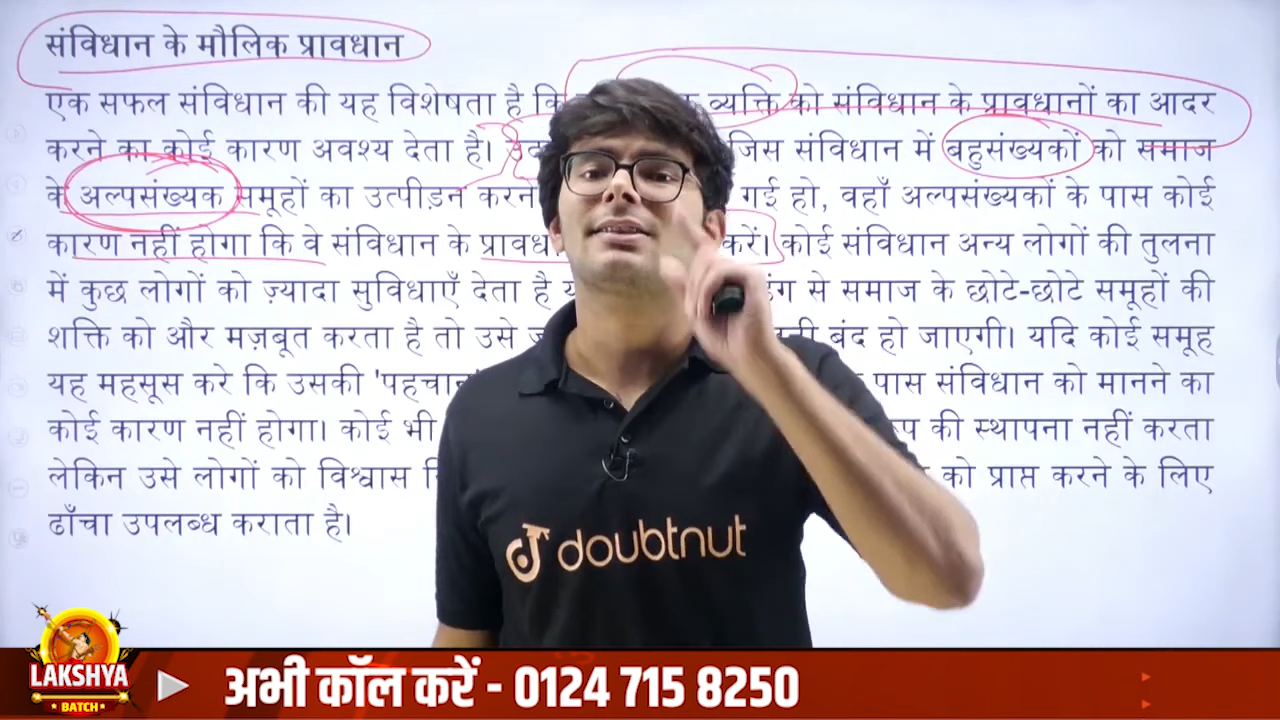 संविधान के मौलिक प्रावधान
एक सफल संविधान की यह विशेषता है कि व्यक्ति को संविधान के प्रावधानों का आदर
करने का कोई कारण अवश्य देता है। जिस संविधान में बहुसंख्यकों को समाज
के अल्पसंख्यक समूहों का उत्पीड़न करने गई हो, वहाँ अल्पसंख्यकों के पास कोई
कारण नहीं होगा कि वे संविधान के करें। कोई संविधान अन्य लोगों की तुलना
में कुछ लोगों को ज़्यादा सुविधाएँ देता है से समाज के छोटे-छोटे समूहों की
शक्ति को और मज़बूत करता है तो उसे बंद हो जाएगी। यदि कोई समूह
यह महसूस करे कि उसकी 'पहचान' पास संविधान को मानने का
कोई कारण नहीं होगा। कोई भी की स्थापना नहीं करता
लेकिन उसे लोगों को विश्वास को प्राप्त करने के लिए
ढाँचा उपलब्ध कराता है।
doubtnut
LAKSHYA
BATCH
अभी कॉल करें - 0124 715 8250